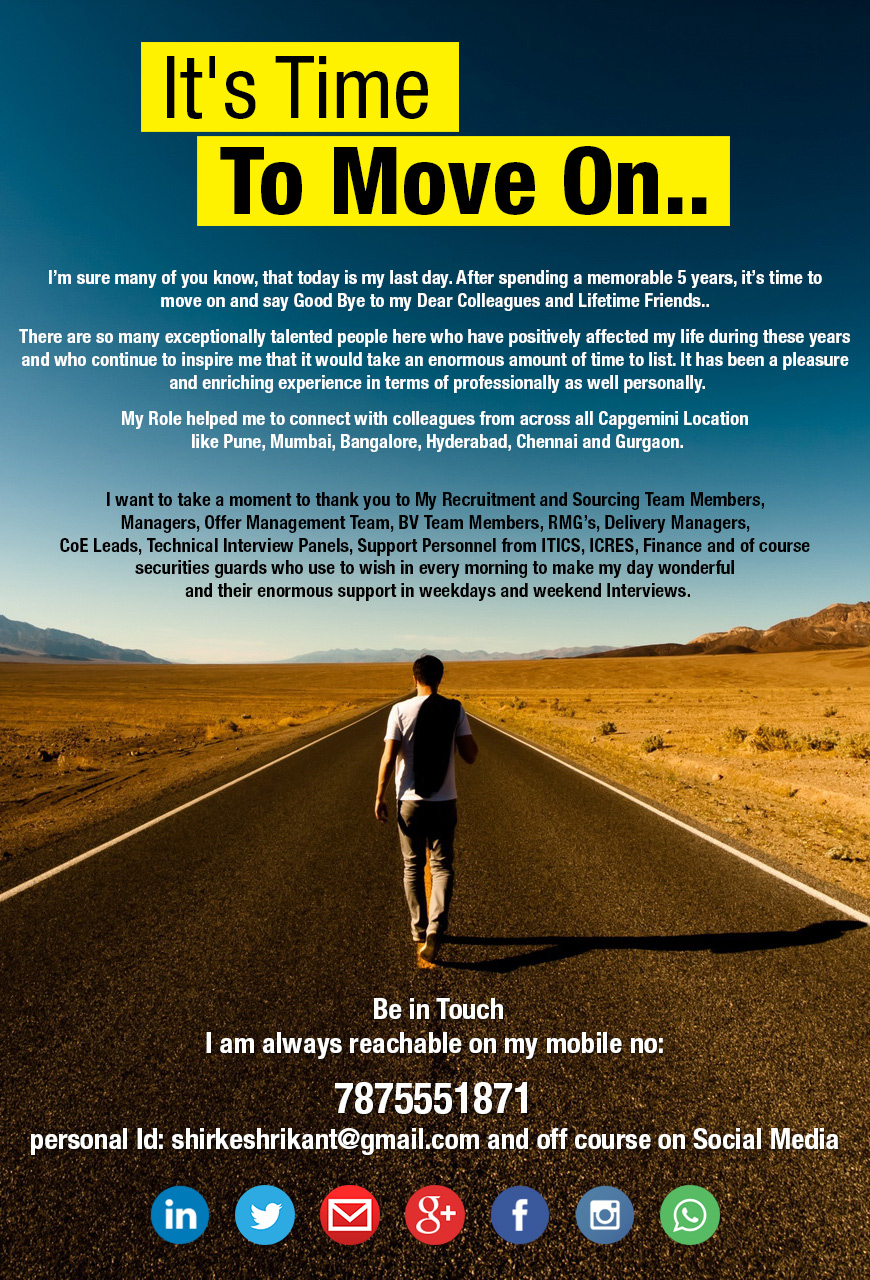 It's Time
To Move On..
I'm sure many of you know, that today is my last day. After spending a memorable 5 years, it's time to
move on and say Good Bye to my Dear Colleagues and Lifetime Friends..
There are so many exceptionally talented people here who have positively affected my life during these years
and who continue to inspire me that it would take an enormous amount of time to list. It has been a pleasure
and enriching experience in terms of professionally as well personally.
My Role helped me to connect with colleagues from across all Capgemini Location
like Pune, Mumbai, Bangalore, Hyderabad, Chennai and Gurgaon.
I want to take a moment to thank you to My Recruitment and Sourcing Team Members,
Managers, Offer Management Team, BV Team Members, RMG's, Delivery Managers,
CoE Leads, Technical Interview Panels, Support Personnel from ITICS, ICRES, Finance and of course
securities guards who use to wish in every morning to make my day wonderful
and their enormous support in weekdays and weekend Interviews.
Be in Touch
I am always reachable on my mobile no:
7875551871
personal Id: shirkeshrikant@gmail.com and off course on Social Media
in g+ f